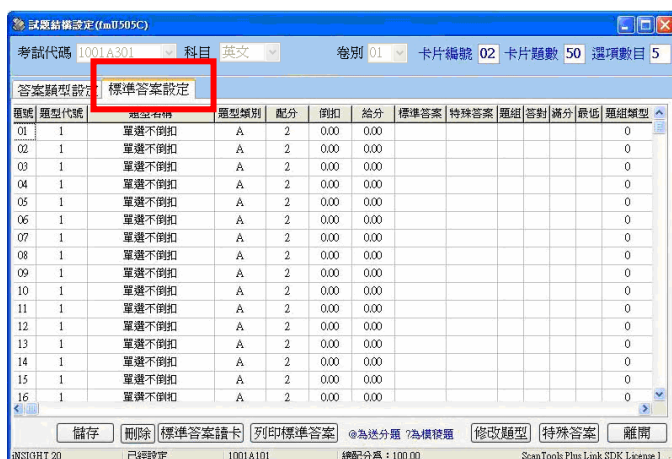 試題結構設定(fmU505C)
考試代碼 1001A301 科目 英文 卷別 01 卡片編號 02 卡片題數 50 選項數目 5
答案題型設定 標準答案設定
題號 題型代號 題型名稱 題型類別 配分 倒扣 給分 標準答案 特殊答案 題組 答對 滿分 最低 題組類型
01 1 單選不倒扣 A 2 0.00 0.00 0
02 1 單選不倒扣 A 2 0.00 0.00 0
03 1 單選不倒扣 A 2 0.00 0.00 0
04 1 單選不倒扣 A 2 0.00 0.00 0
05 1 單選不倒扣 A 2 0.00 0.00 0
06 1 單選不倒扣 A 2 0.00 0.00 0
07 1 單選不倒扣 A 2 0.00 0.00 0
08 1 單選不倒扣 A 2 0.00 0.00 0
09 1 單選不倒扣 A 2 0.00 0.00 0
10 1 單選不倒扣 A 2 0.00 0.00 0
11 1 單選不倒扣 A 2 0.00 0.00 0
12 1 單選不倒扣 A 2 0.00 0.00 0
13 1 單選不倒扣 A 2 0.00 0.00 0
14 1 單選不倒扣 A 2 0.00 0.00 0
15 1 單選不倒扣 A 2 0.00 0.00 0
16 1 單選不倒扣 A 2 0.00 0.00 0
儲存 刪除 標準答案讀卡 列印標準答案 @為送分題 ?為模稜題 修改題型 特殊答案 離開
iNSIGHT 20 已經設定 1001A101 總配分為:100.00 ScanTools Plus Link SDK License